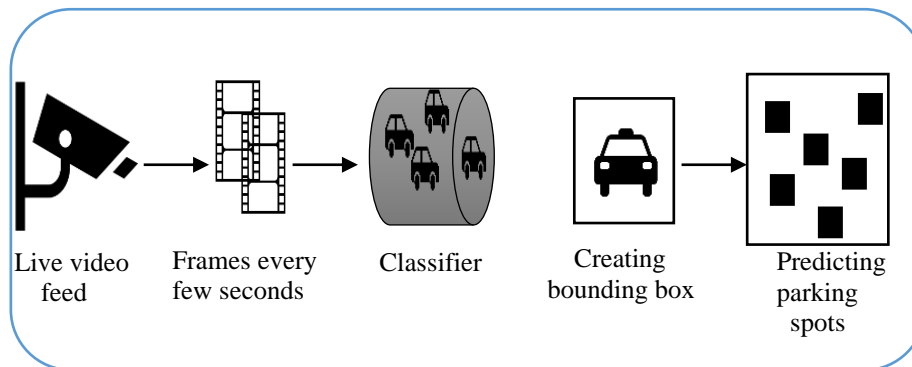 Live video
feed
Frames every
few seconds
Classifier
Creating
bounding box
Predicting
parking
spots